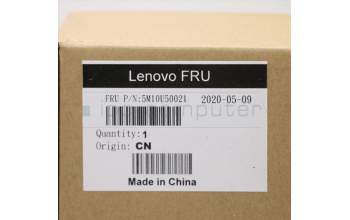 Lenovo FRU
FRU P/N:5M10U50021 2020-05-09
Quantity:1
Origin: CN
Made in China